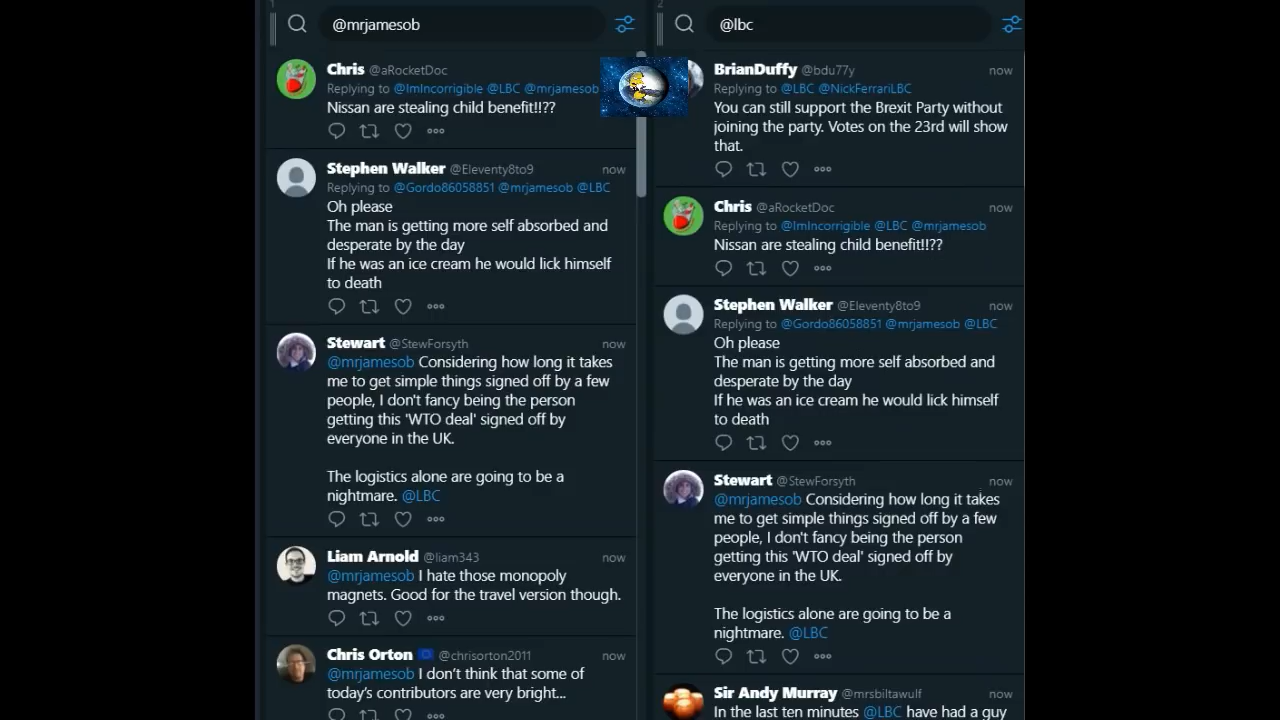 1
@mrjamesob
Chris @aRocketDoc
Replying to @ImIncorrigible @LBC @mrjamesob
Nissan are stealing child benefit!!??
Stephen Walker @Eleventy8to9 now
Replying to @Gordo86058851 @mrjamesob @LBC
Oh please
The man is getting more self absorbed and
desperate by the day
If he was an ice cream he would lick himself
to death
Stewart @StewForsyth now
@mrjamesob Considering how long it takes
me to get simple things signed off by a few
people, I don't fancy being the person
getting this 'WTO deal' signed off by
everyone in the UK.
The logistics alone are going to be a
nightmare. @LBC
Liam Arnold @liam343 now
@mrjamesob I hate those monopoly
magnets. Good for the travel version though.
Chris Orton @chrisorton2011 now
@mrjamesob I don't think that some of
today's contributors are very bright...
2
@lbc
BrianDuffy @bdu77y now
Replying to @LBC @NickFerrariLBC
You can still support the Brexit Party without
joining the party. Votes on the 23rd will show
that.
Chris @aRocketDoc now
Replying to @ImIncorrigible @LBC @mrjamesob
Nissan are stealing child benefit!!??
Stephen Walker @Eleventy8to9 now
Replying to @Gordo86058851 @mrjamesob @LBC
Oh please
The man is getting more self absorbed and
desperate by the day
If he was an ice cream he would lick himself
to death
Stewart @StewForsyth now
@mrjamesob Considering how long it takes
me to get simple things signed off by a few
people, I don't fancy being the person
getting this 'WTO deal' signed off by
everyone in the UK.
The logistics alone are going to be a
nightmare. @LBC
Sir Andy Murray @mrsbiltawulf now
In the last ten minutes @LBC have had a guy